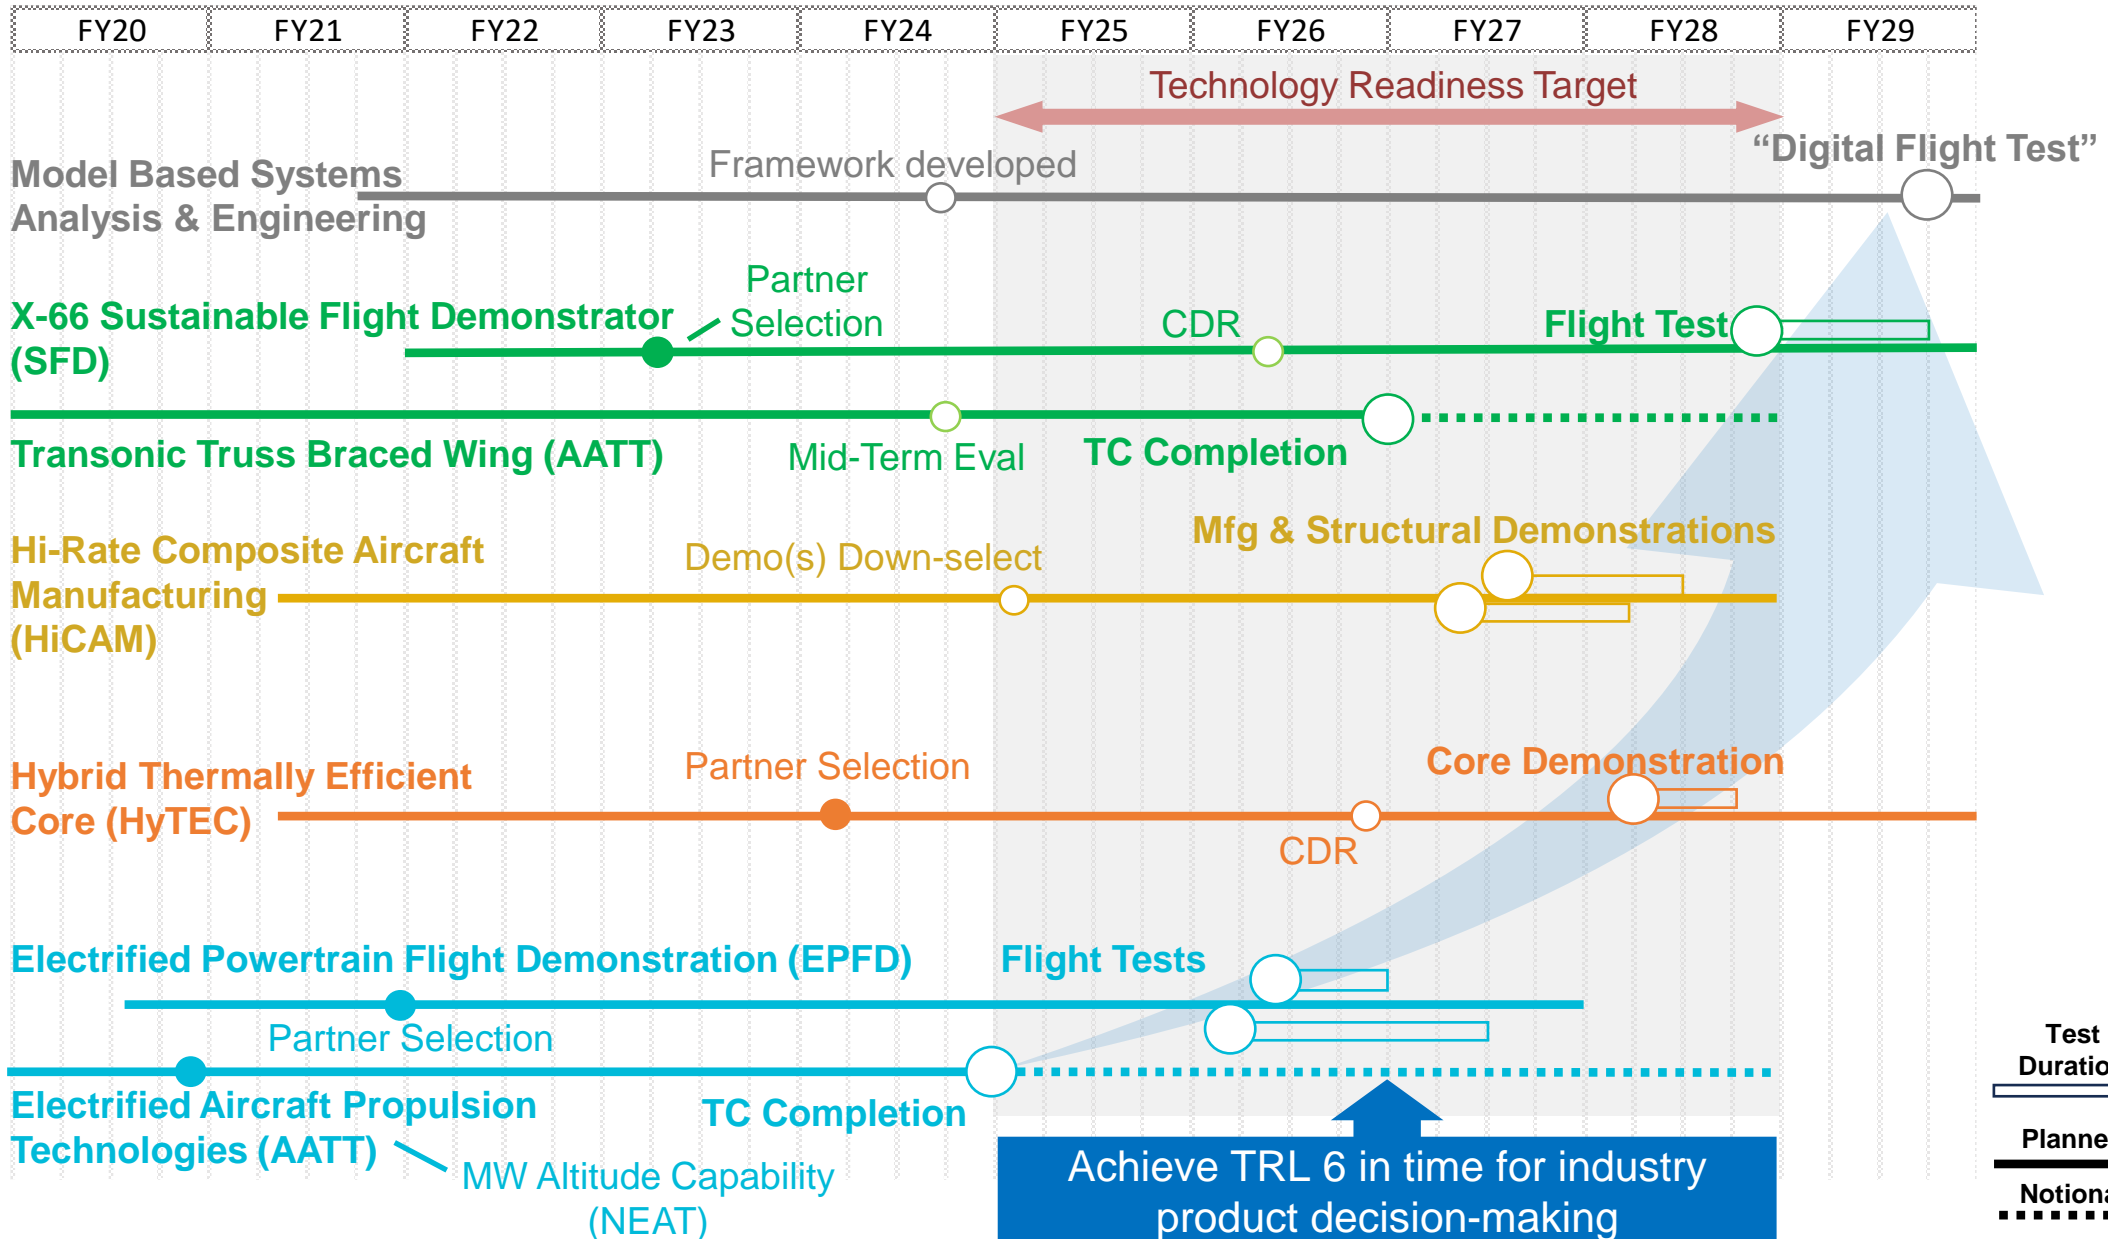 FY20 FY21 FY22 FY23 FY24 FY25 FY26 FY27 FY28 FY29
Technology Readiness Target
“Digital Flight Test”
Framework developed
Model Based Systems
Analysis & Engineering
Partner
Selection
X-66 Sustainable Flight Demonstrator
(SFD)
CDR
Flight Test
Transonic Truss Braced Wing (AATT)
Mid-Term Eval
TC Completion
Mfg & Structural Demonstrations
Hi-Rate Composite Aircraft
Manufacturing
(HiCAM)
Demo(s) Down-select
Hybrid Thermally Efficient
Core (HyTEC)
Partner Selection
Core Demonstration
CDR
Electrified Powertrain Flight Demonstration (EPFD)
Flight Tests
Partner Selection
Electrified Aircraft Propulsion
Technologies (AATT)
TC Completion
MW Altitude Capability
(NEAT)
Achieve TRL 6 in time for industry
product decision-making
Test
Duratio
Planne
Notiona